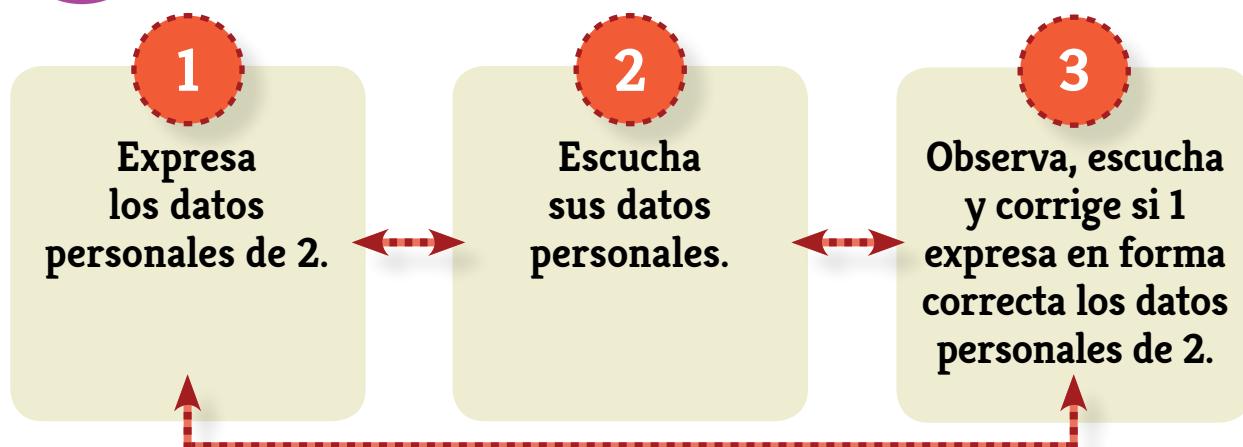 1
Expresa
los datos
personales de 2.
2
Escucha
sus datos
personales.
3
Observa, escucha
y corrige si 1
expresa en forma
correcta los datos
personales de 2.